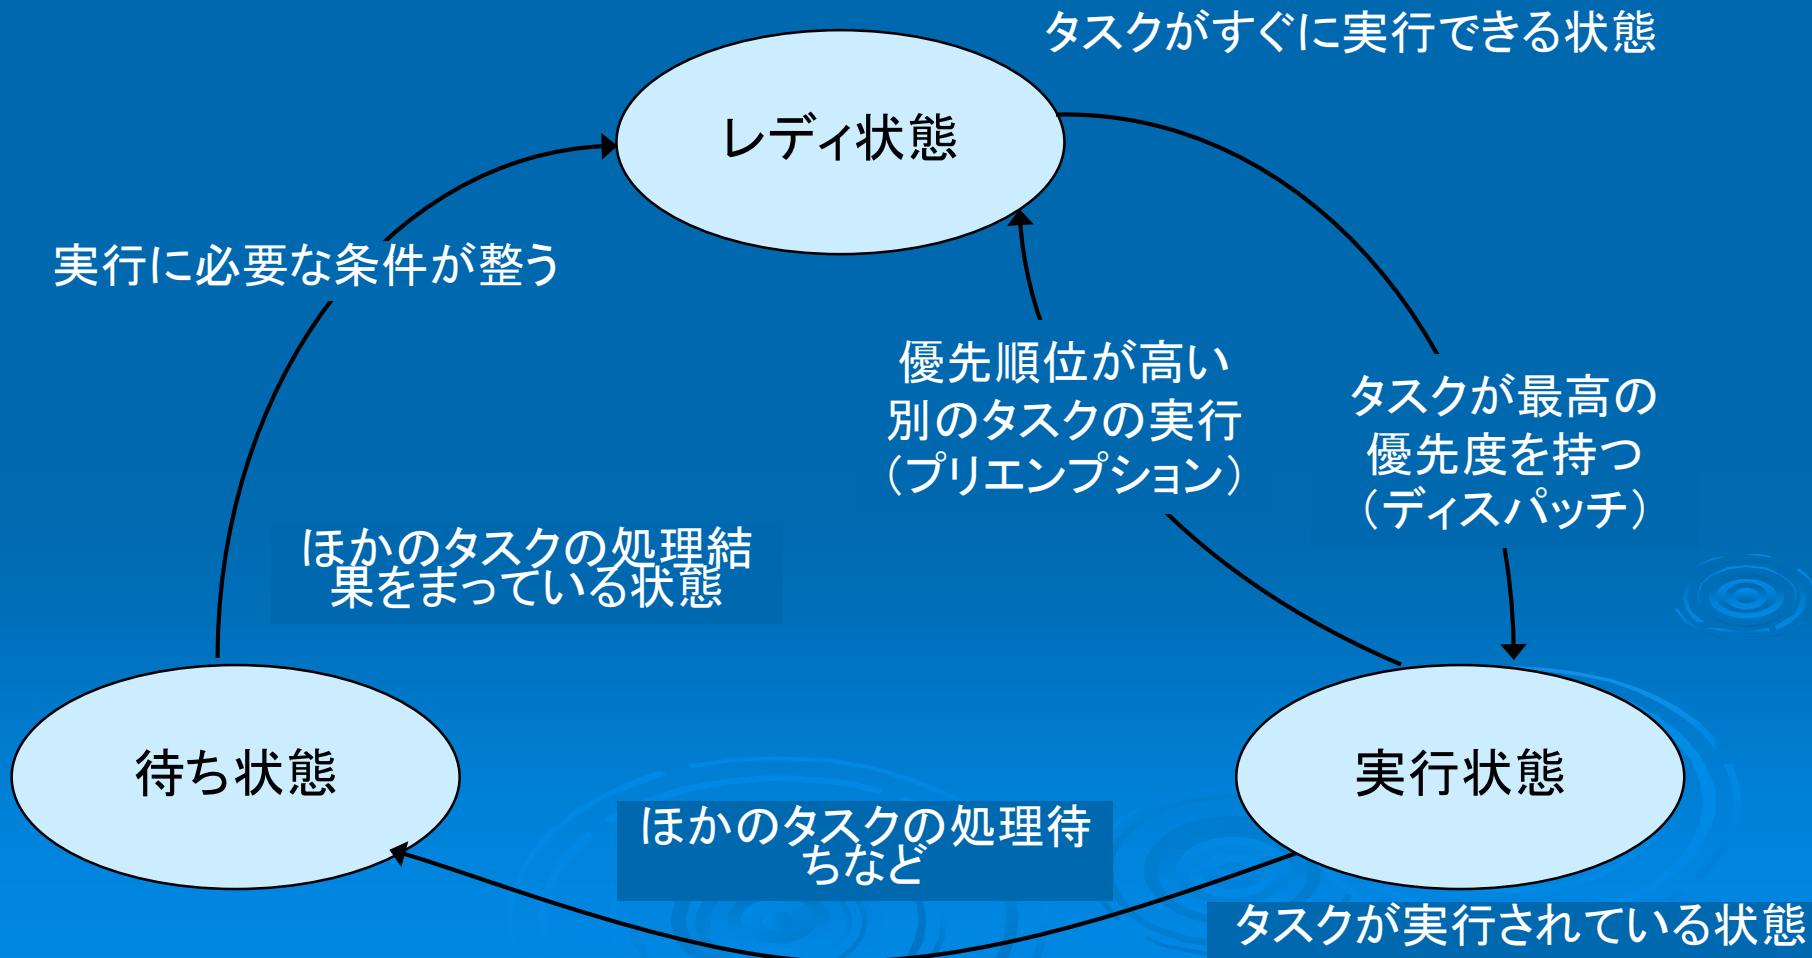 タスクがすぐに実行できる状態
レディ状態
実行に必要な条件が整う
優先順位が高い
別のタスクの実行
（プリエンプション）
タスクが最高の
優先度を持つ
（ディスパッチ）
ほかのタスクの処理結
果をまっている状態
待ち状態
実行状態
ほかのタスクの処理待
ちなど
タスクが実行されている状態